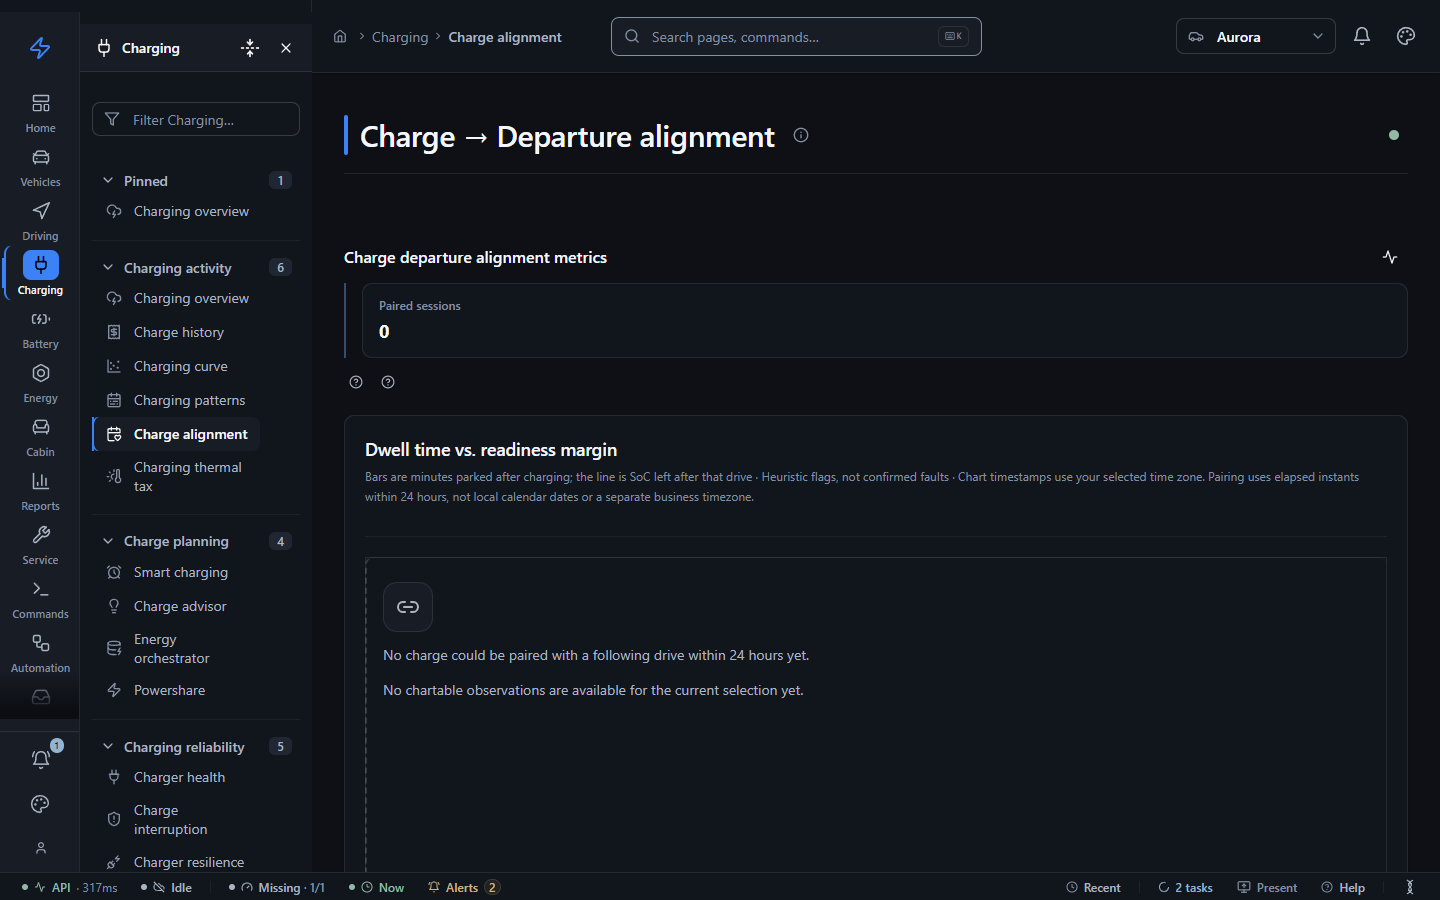 Charging
Charging
Charge alignment
Search pages, commands...
K
Aurora
Home
Vehicles
Driving
Charging
Battery
Energy
Cabin
Reports
Service
Commands
Automation
1
Filter Charging...
Pinned
1
Charging overview
Charging activity
6
Charging overview
Charge history
Charging curve
Charging patterns
Charge alignment
Charging thermal
tax
Charge planning
4
Smart charging
Charge advisor
Energy
orchestrator
Powershare
Charging reliability
5
Charger health
Charge
interruption
Charger resilience
Charge → Departure alignment
Charge departure alignment metrics
Paired sessions
0
Dwell time vs. readiness margin
Bars are minutes parked after charging; the line is SoC left after that drive · Heuristic flags, not confirmed faults · Chart timestamps use your selected time zone. Pairing uses elapsed instants
within 24 hours, not local calendar dates or a separate business timezone.
No charge could be paired with a following drive within 24 hours yet.
No chartable observations are available for the current selection yet.
API · 317ms
Idle
Missing · 1/1
Now
Alerts 2
Recent
2 tasks
Present
Help